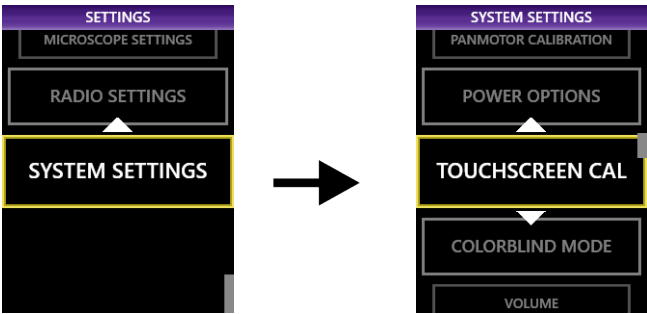 SETTINGS
MICROSCOPE SETTINGS
RADIO SETTINGS
SYSTEM SETTINGS
SYSTEM SETTINGS
PANMOTOR CALIBRATION
POWER OPTIONS
TOUCHSCREEN CAL
COLORBLIND MODE
VOLUME